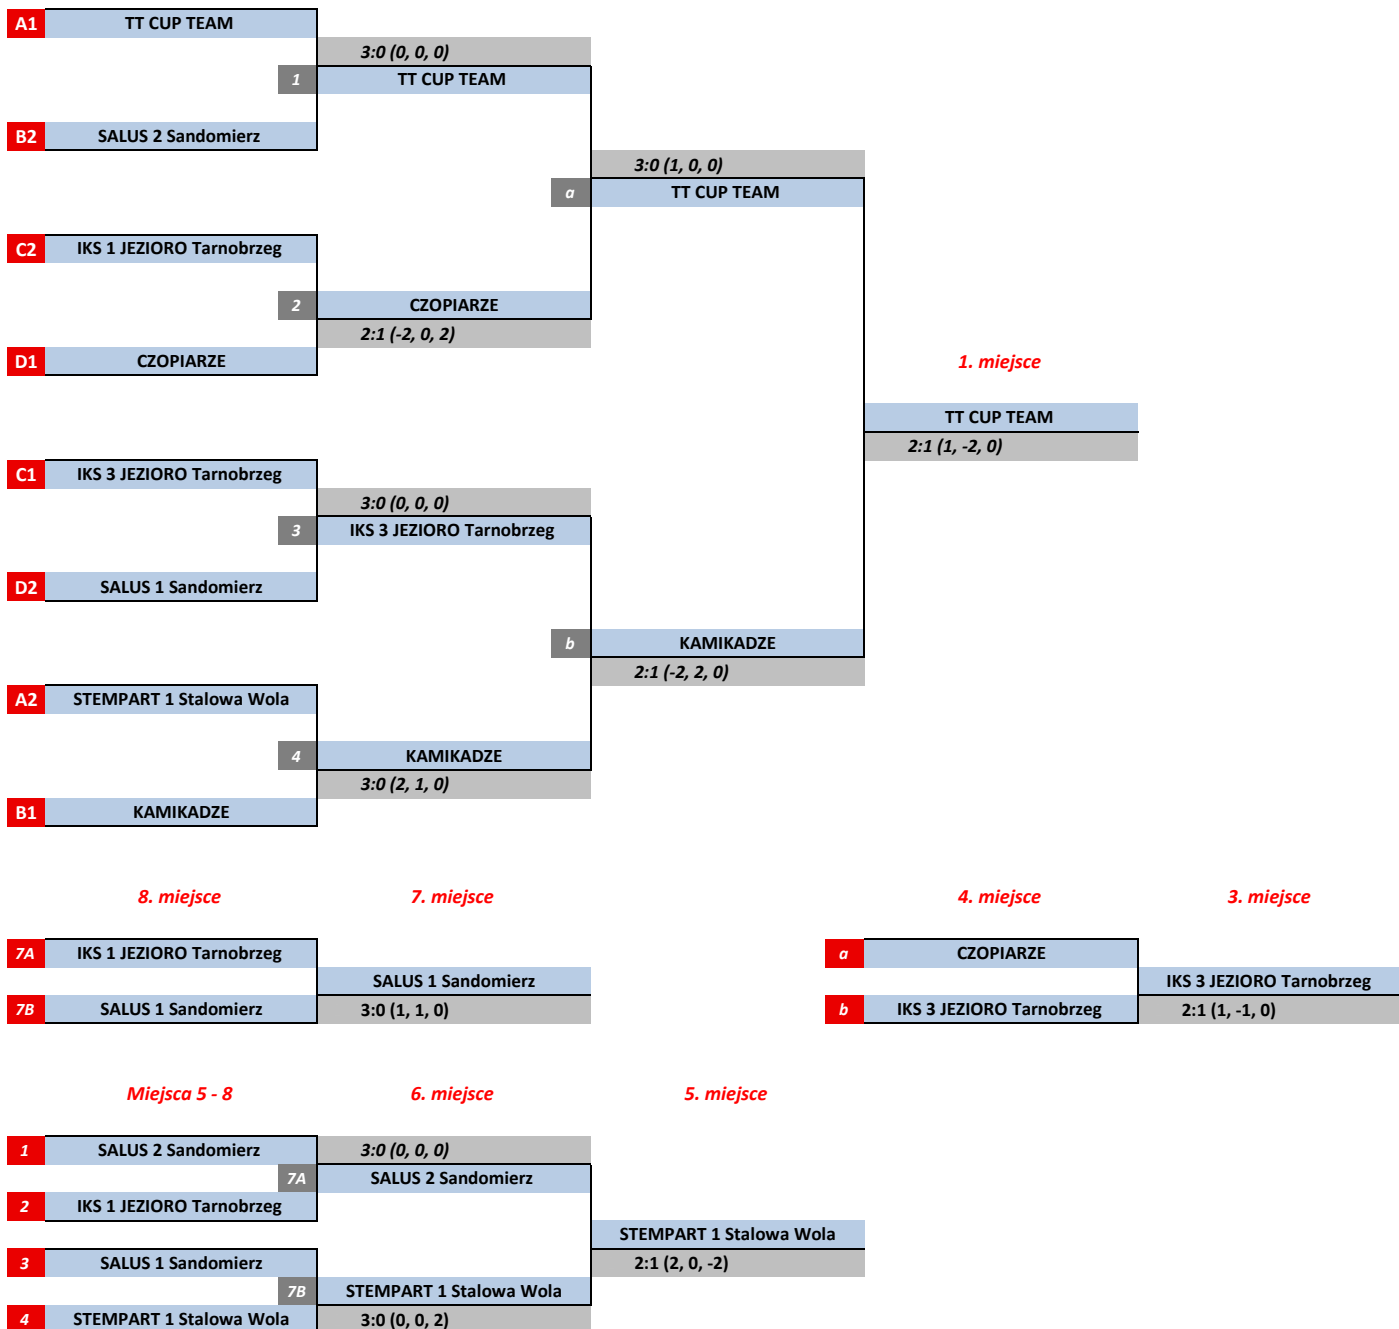 A1 TT CUP TEAM
3:0 (0, 0, 0)
1 TT CUP TEAM
B2 SALUS 2 Sandomierz
3:0 (1, 0, 0)
a TT CUP TEAM
C2 IKS 1 JEZIORO Tarnobrzeg
2 CZOPIARZE
2:1 (-2, 0, 2)
D1 CZOPIARZE
1. miejsce
TT CUP TEAM
2:1 (1, -2, 0)
C1 IKS 3 JEZIORO Tarnobrzeg
3:0 (0, 0, 0)
3 IKS 3 JEZIORO Tarnobrzeg
D2 SALUS 1 Sandomierz
b KAMIKADZE
2:1 (-2, 2, 0)
A2 STEMPART 1 Stalowa Wola
4 KAMIKADZE
3:0 (2, 1, 0)
B1 KAMIKADZE
8. miejsce 7. miejsce 4. miejsce 3. miejsce
7A IKS 1 JEZIORO Tarnobrzeg a CZOPIARZE
SALUS 1 Sandomierz IKS 3 JEZIORO Tarnobrzeg
7B SALUS 1 Sandomierz 3:0 (1, 1, 0) b IKS 3 JEZIORO Tarnobrzeg 2:1 (1, -1, 0)
Miejsca 5 - 8 6. miejsce 5. miejsce
1 SALUS 2 Sandomierz 3:0 (0, 0, 0)
7A SALUS 2 Sandomierz
2 IKS 1 JEZIORO Tarnobrzeg
STEMPART 1 Stalowa Wola
3 SALUS 1 Sandomierz 2:1 (2, 0, -2)
7B STEMPART 1 Stalowa Wola
4 STEMPART 1 Stalowa Wola 3:0 (0, 0, 2)